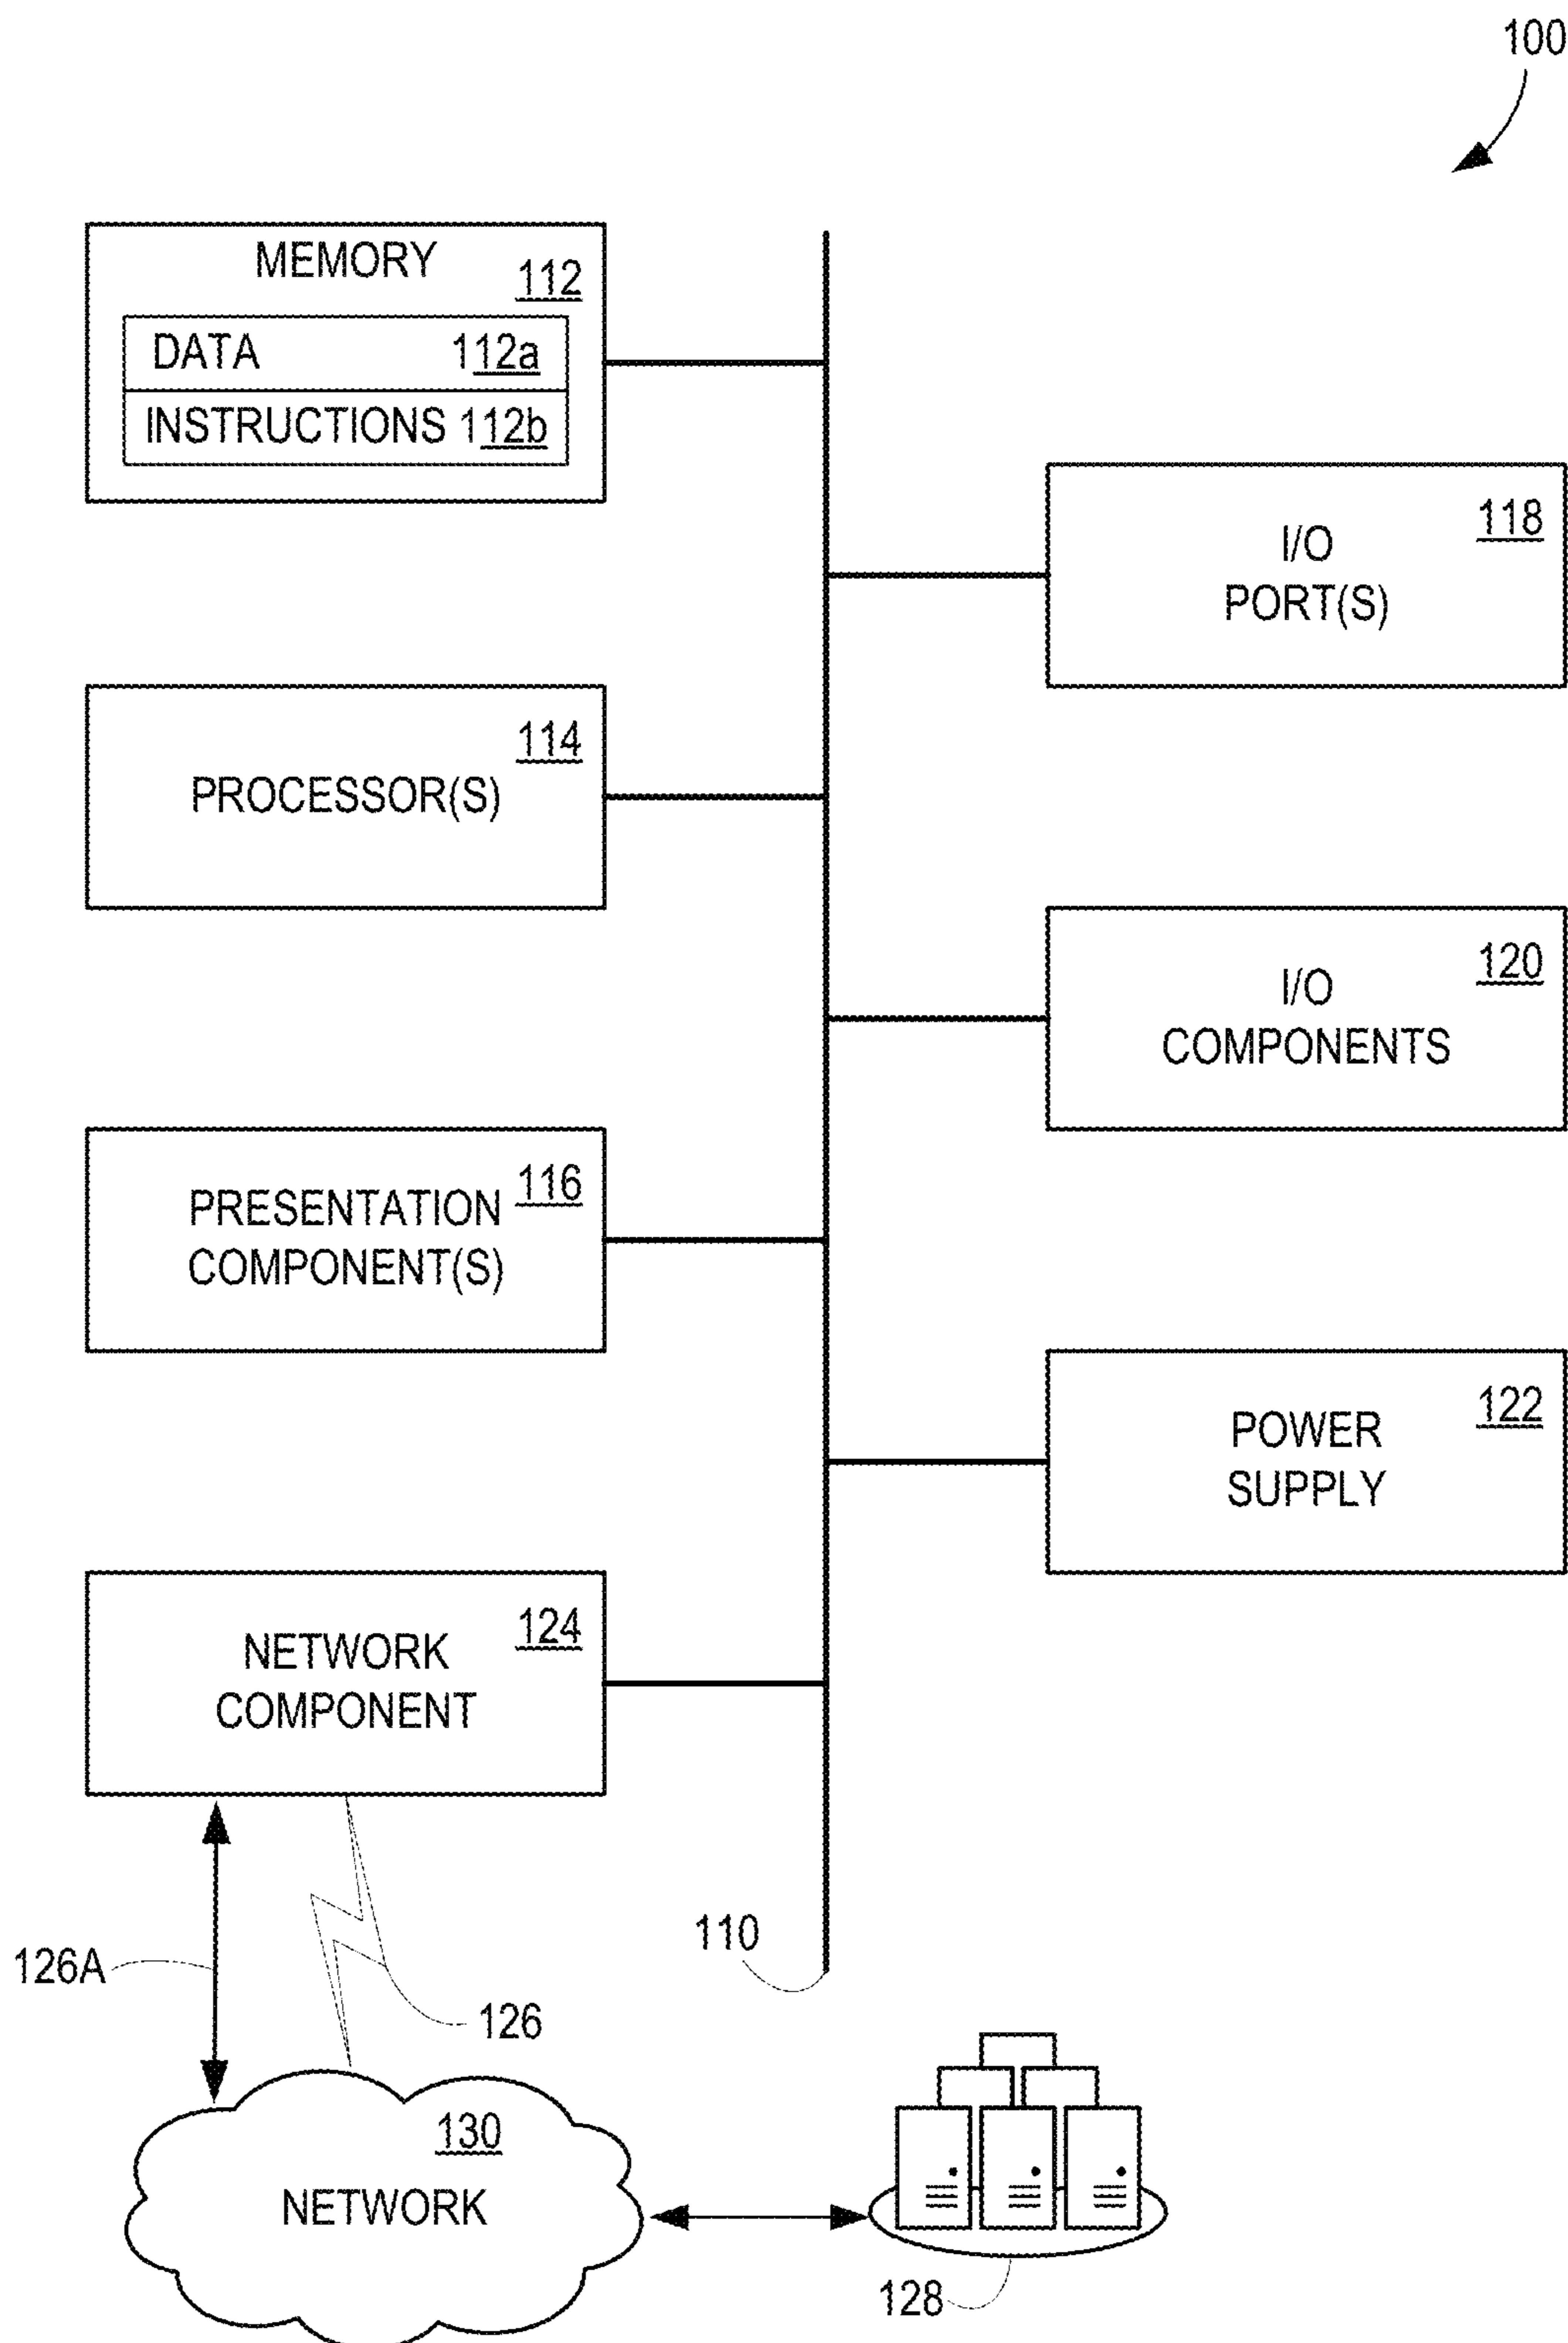 100
MEMORY
112
DATA 112a
INSTRUCTIONS 112b
118
I/O
PORT(S)
114
PROCESSOR(S)
120
I/O
COMPONENTS
116
PRESENTATION
COMPONENT(S)
122
POWER
SUPPLY
124
NETWORK
COMPONENT
110
126A
126
130
NETWORK
128